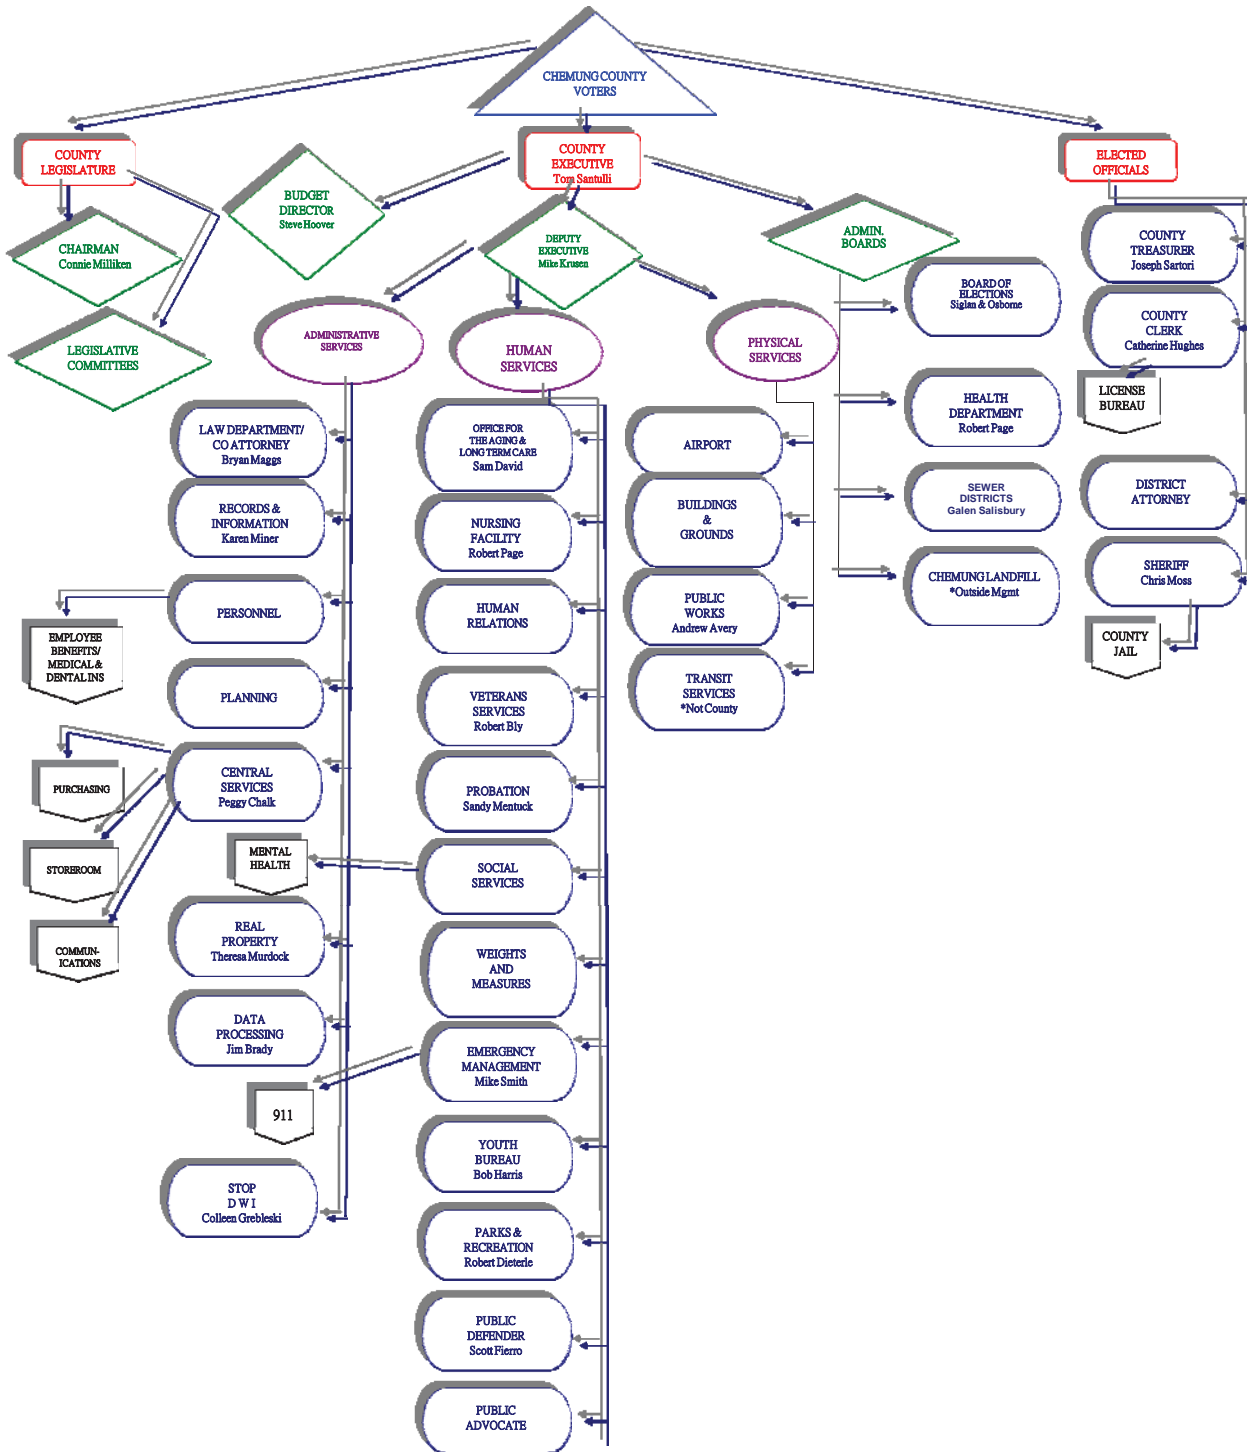 CHEMUNG COUNTY
VOTERS
COUNTY
LEGISLATURE
COUNTY
EXECUTIVE
Tom Santulli
ELECTED
OFFICIALS
CHAIRMAN
Connie Milliken
LEGISLATIVE
COMMITTEES
BUDGET
DIRECTOR
Steve Hoover
DEPUTY
EXECUTIVE
Mike Krusen
ADMIN.
BOARDS
ADMINISTRATIVE
SERVICES
HUMAN
SERVICES
PHYSICAL
SERVICES
LAW DEPARTMENT/
CO ATTORNEY
Bryan Maggs
RECORDS &
INFORMATION
Karen Miner
PERSONNEL
EMPLOYEE
BENEFITS/
MEDICAL &
DENTAL INS
PLANNING
CENTRAL
SERVICES
Peggy Chalk
PURCHASING
STOREROOM
COMMUN-
ICATIONS
REAL
PROPERTY
Theresa Murdock
DATA
PROCESSING
Jim Brady
STOP
D W I
Colleen Grebleski
OFFICE FOR
THE AGING &
LONG TERM CARE
Sam David
NURSING
FACILITY
Robert Page
HUMAN
RELATIONS
VETERANS
SERVICES
Robert Bly
PROBATION
Sandy Mentuck
SOCIAL
SERVICES
MENTAL
HEALTH
WEIGHTS
AND
MEASURES
EMERGENCY
MANAGEMENT
Mike Smith
911
YOUTH
BUREAU
Bob Harris
PARKS &
RECREATION
Robert Dieterle
PUBLIC
DEFENDER
Scott Fierro
PUBLIC
ADVOCATE
AIRPORT
BUILDINGS
&
GROUNDS
PUBLIC
WORKS
Andrew Avery
TRANSIT
SERVICES
*Not County
BOARD OF
ELECTIONS
Siglan & Osborne
HEALTH
DEPARTMENT
Robert Page
SEWER
DISTRICTS
Galen Salisbury
CHEMUNG LANDFILL
*Outside Mgmt
COUNTY
TREASURER
Joseph Sartori
COUNTY
CLERK
Catherine Hughes
LICENSE
BUREAU
DISTRICT
ATTORNEY
SHERIFF
Chris Moss
COUNTY
JAIL